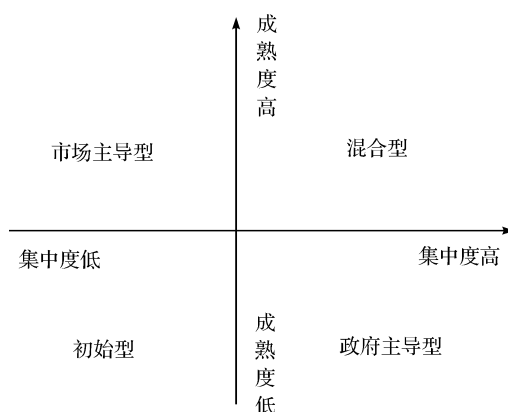 成熟度高
市场主导型
混合型
集中度低
集中度高
初始型
成熟度低
政府主导型